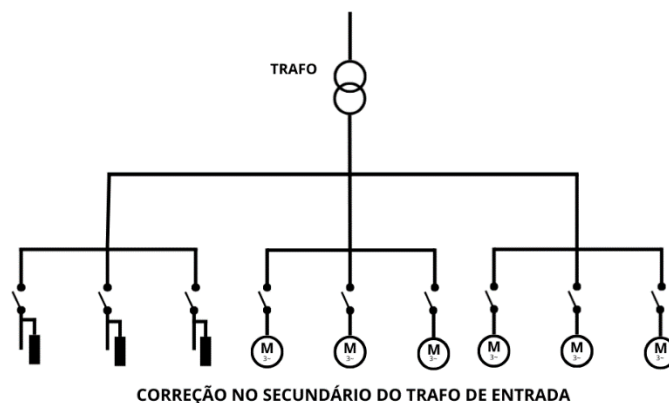 TRAFO
M M M M M M
3~ 3~ 3~ 3~ 3~ 3~
CORREÇÃO NO SECUNDÁRIO DO TRAFO DE ENTRADA